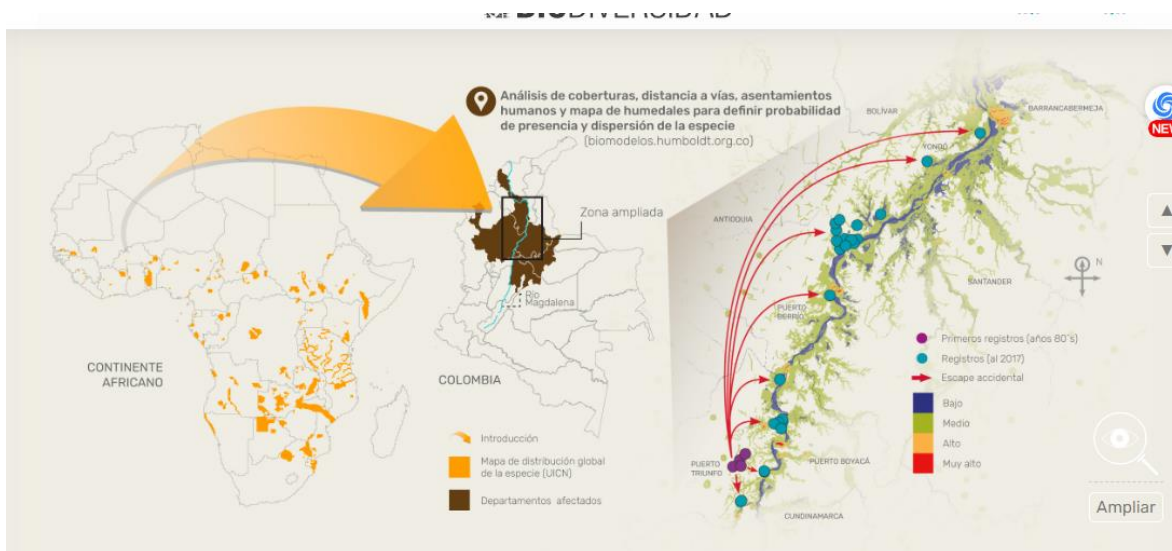 BIODIVERSIDAD
Análisis de coberturas, distancia a vías, asentamientos
humanos y mapa de humedales para definir probabilidad
de presencia y dispersión de la especie
(biomodelos.humboldt.org.co)
BOLÍVAR
BARRANCABERMEJA
NEW
YONDÓ
Zona ampliada
ANTIOQUIA
N
SANTANDER
Río
Magdalena
PUERTO
BERRÍO
CONTINENTE
AFRICANO
COLOMBIA
Primeros registros (años 80´s)
Registros (al 2017)
Escape accidental
Bajo
Medio
Alto
Muy alto
Introducción
Mapa de distribución global
de la especie (UICN)
Departamentos afectados
PUERTO
TRIUNFO
PUERTO BOYACÁ
CUNDINAMARCA
Ampliar